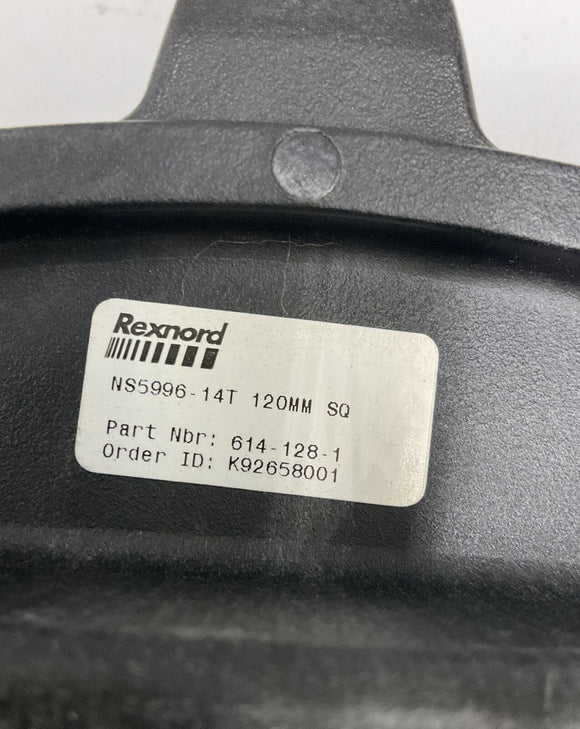 Rexnord
NS5996-14T 120MM SQ
Part Nbr: 614-128-1
Order ID: K92658001